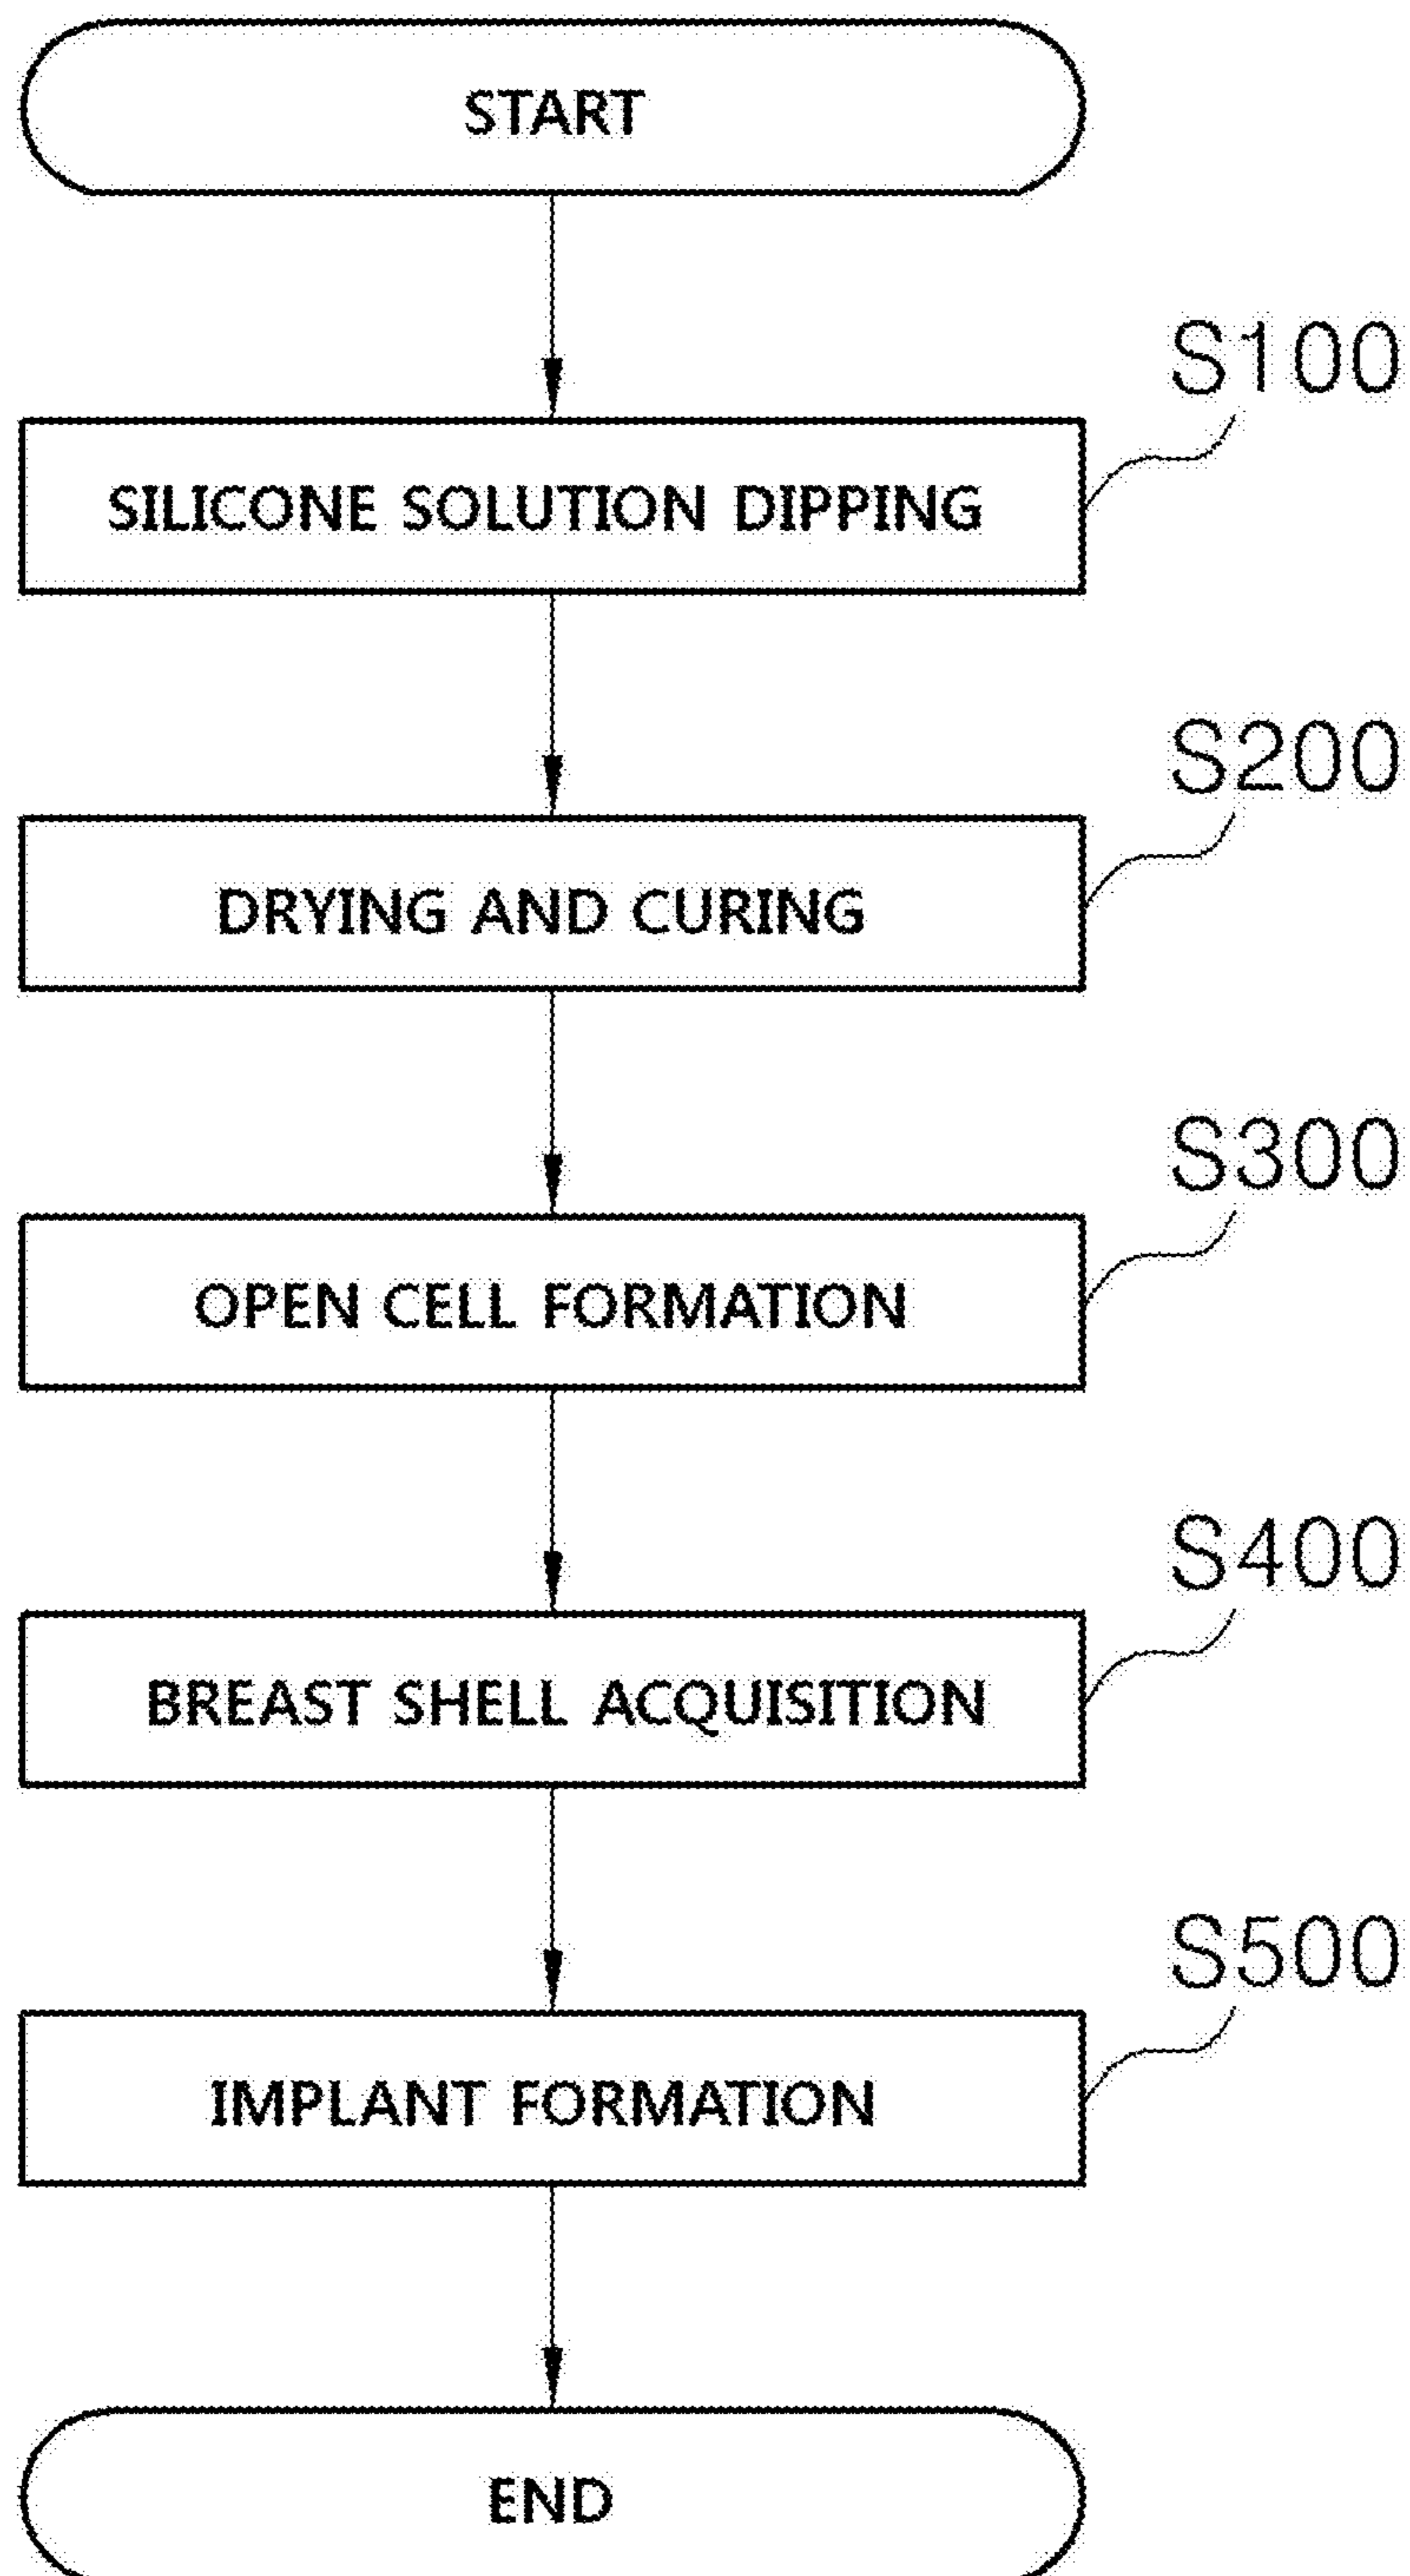 START
S100
SILICONE SOLUTION DIPPING
S200
DRYING AND CURING
S300
OPEN CELL FORMATION
S400
BREAST SHELL ACQUISITION
S500
IMPLANT FORMATION
END